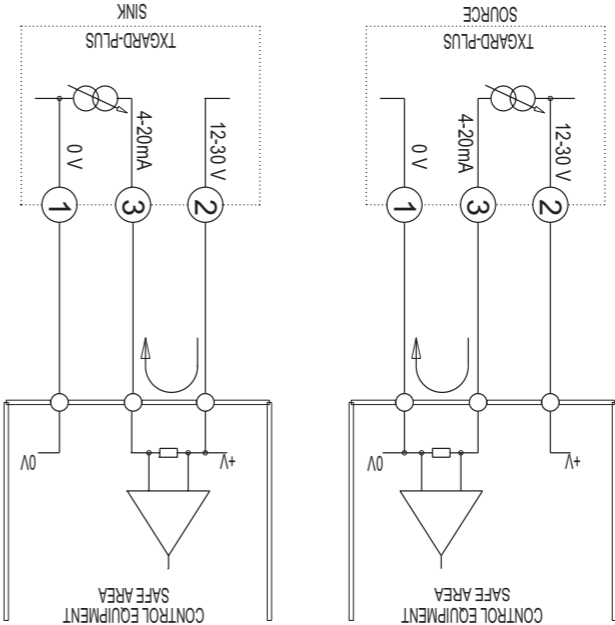 CONTROL EQUIPMENT
SAFE AREA
+V
0V
2
3
1
12-30 V
4-20mA
0 V
TXGARD-PLUS
SOURCE
CONTROL EQUIPMENT
SAFE AREA
+V
0V
2
3
1
12-30 V
4-20mA
0 V
TXGARD-PLUS
SINK